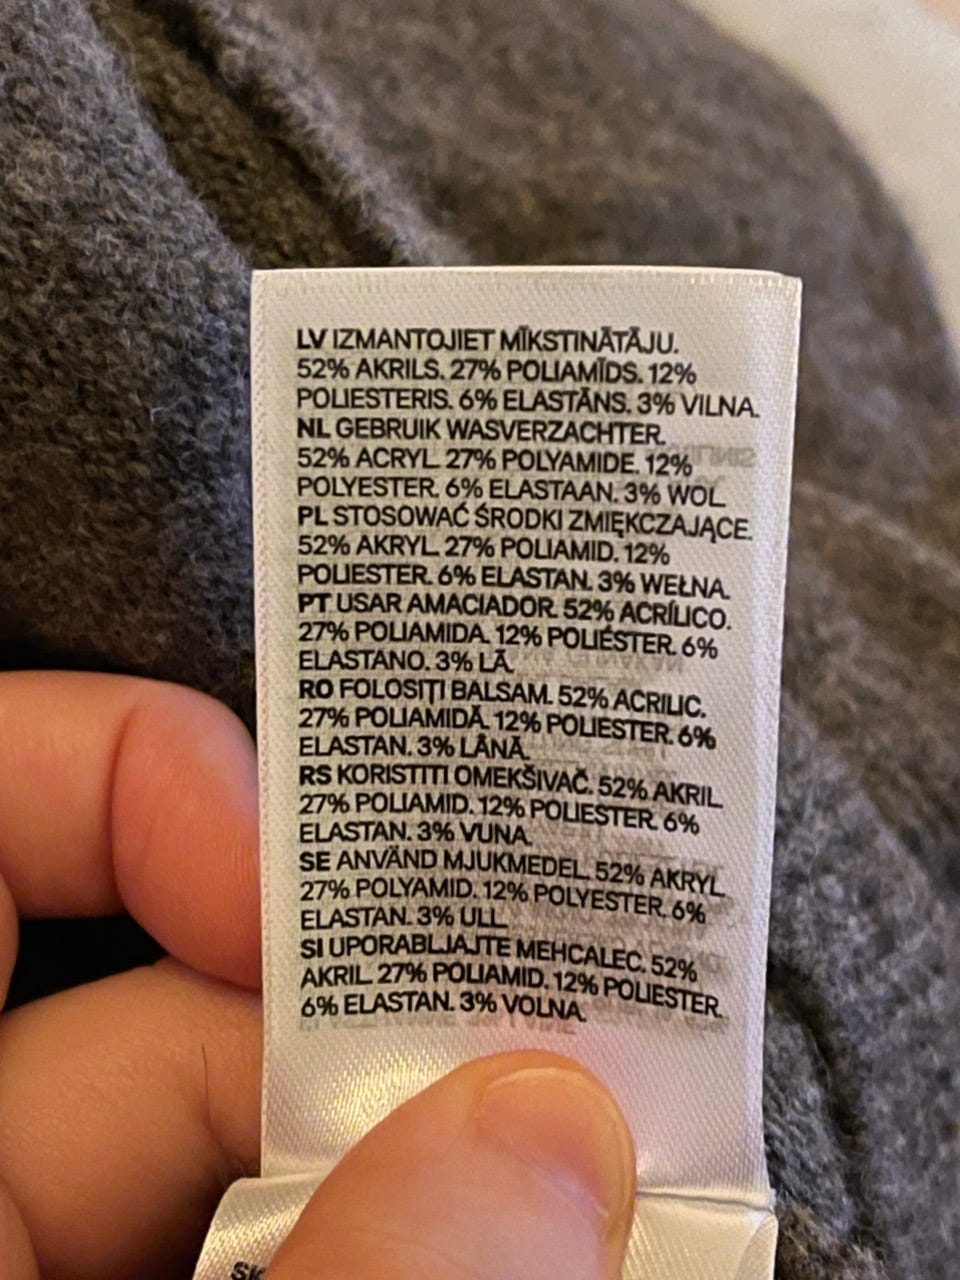 LV IZMANTOJIET MĪKSTINĀTĀJU.
52% AKRILS. 27% POLIAMĪDS. 12%
POLIESTERIS. 6% ELASTĀNS. 3% VILNA.
NL GEBRUIK WASVERZACHTER.
52% ACRYL. 27% POLYAMIDE. 12%
POLYESTER. 6% ELASTAAN. 3% WOL.
PL STOSOWAĆ ŚRODKI ZMIĘKCZAJĄCE.
52% AKRYL. 27% POLIAMID. 12%
POLIESTER. 6% ELASTAN. 3% WEŁNA.
PT USAR AMACIADOR. 52% ACRÍLICO.
27% POLIAMIDA. 12% POLIÉSTER. 6%
ELASTANO. 3% LÃ.
RO FOLOSIȚI BALSAM. 52% ACRILIC.
27% POLIAMIDĂ. 12% POLIESTER. 6%
ELASTAN. 3% LÂNĂ.
RS KORISTITI OMEKŠIVAČ. 52% AKRIL.
27% POLIAMID. 12% POLIESTER. 6%
ELASTAN. 3% VUNA.
SE ANVÄND MJUKMEDEL. 52% AKRYL.
27% POLYAMID. 12% POLYESTER. 6%
ELASTAN. 3% ULL.
SI UPORABLJAJTE MEHCALEC. 52%
AKRIL. 27% POLIAMID. 12% POLIESTER.
6% ELASTAN. 3% VOLNA.
SK